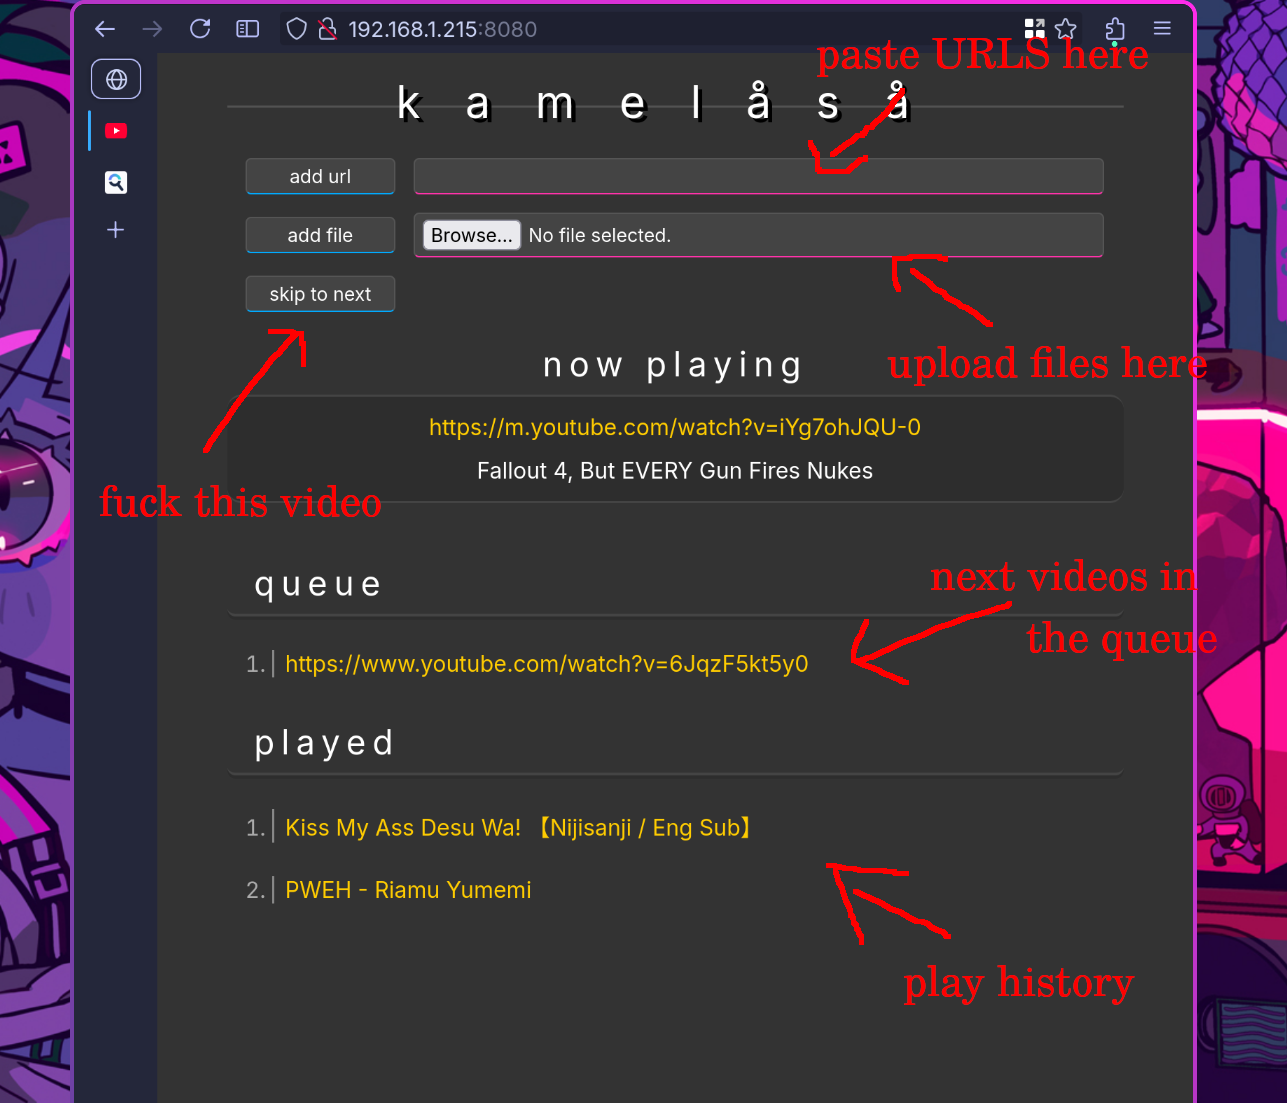 192.168.1.215:8080
paste URLS here
kamelåså
add url
add file
Browse... No file selected.
skip to next
now playing
upload files here
https://m.youtube.com/watch?v=iYg7ohJQU-0
Fallout 4, But EVERY Gun Fires Nukes
fuck this video
queue
next videos in
the queue
1. https://www.youtube.com/watch?v=6JqzF5kt5y0
played
1. Kiss My Ass Desu Wa! 【Nijisanji / Eng Sub】
2. PWEH - Riamu Yumemi
play history